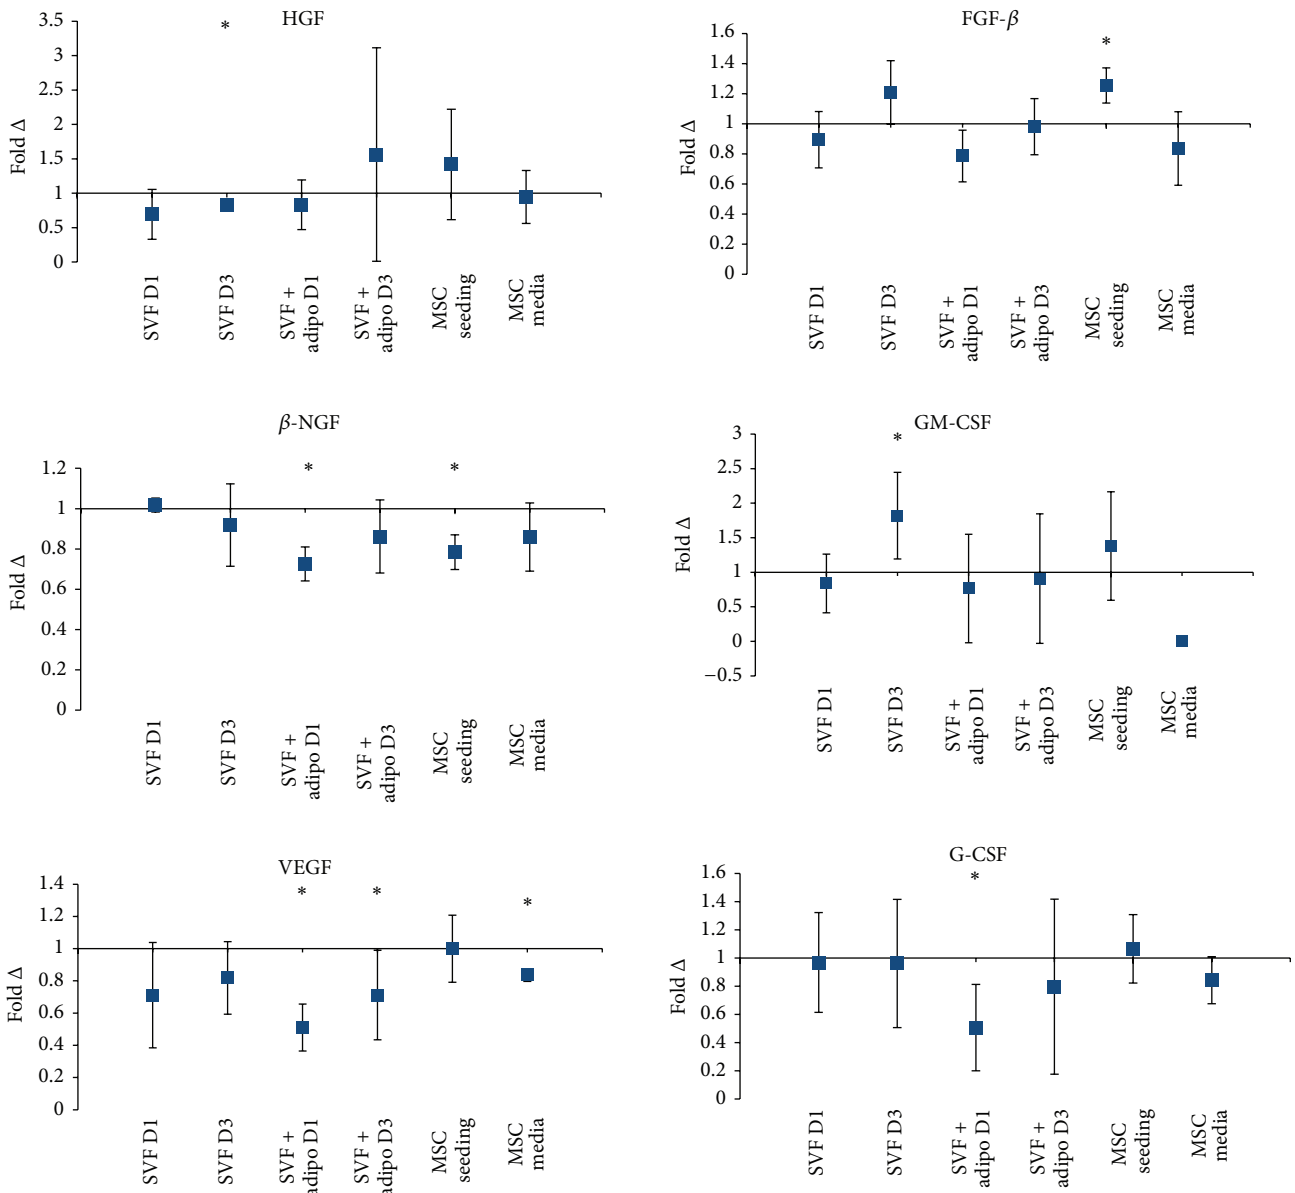 HGF
*
3.5
3
2.5
2
1.5
1
0.5
0
Fold Δ
SVF D1
SVF D3
SVF +
adipo D1
SVF +
adipo D3
MSC
seeding
MSC
media
FGF-β
*
1.6
1.4
1.2
1
0.8
0.6
0.4
0.2
0
Fold Δ
SVF D1
SVF D3
SVF +
adipo D1
SVF +
adipo D3
MSC
seeding
MSC
media
β-NGF
* *
1.2
1
0.8
0.6
0.4
0.2
0
Fold Δ
SVF D1
SVF D3
SVF +
adipo D1
SVF +
adipo D3
MSC
seeding
MSC
media
GM-CSF
*
3
2.5
2
1.5
1
0.5
0
−0.5
Fold Δ
SVF D1
SVF D3
SVF +
adipo D1
SVF +
adipo D3
MSC
seeding
MSC
media
VEGF
* * *
1.4
1.2
1
0.8
0.6
0.4
0.2
0
Fold Δ
SVF D1
SVF D3
SVF +
adipo D1
SVF +
adipo D3
MSC
seeding
MSC
media
G-CSF
*
1.6
1.4
1.2
1
0.8
0.6
0.4
0.2
0
Fold Δ
SVF D1
SVF D3
SVF +
adipo D1
SVF +
adipo D3
MSC
seeding
MSC
media